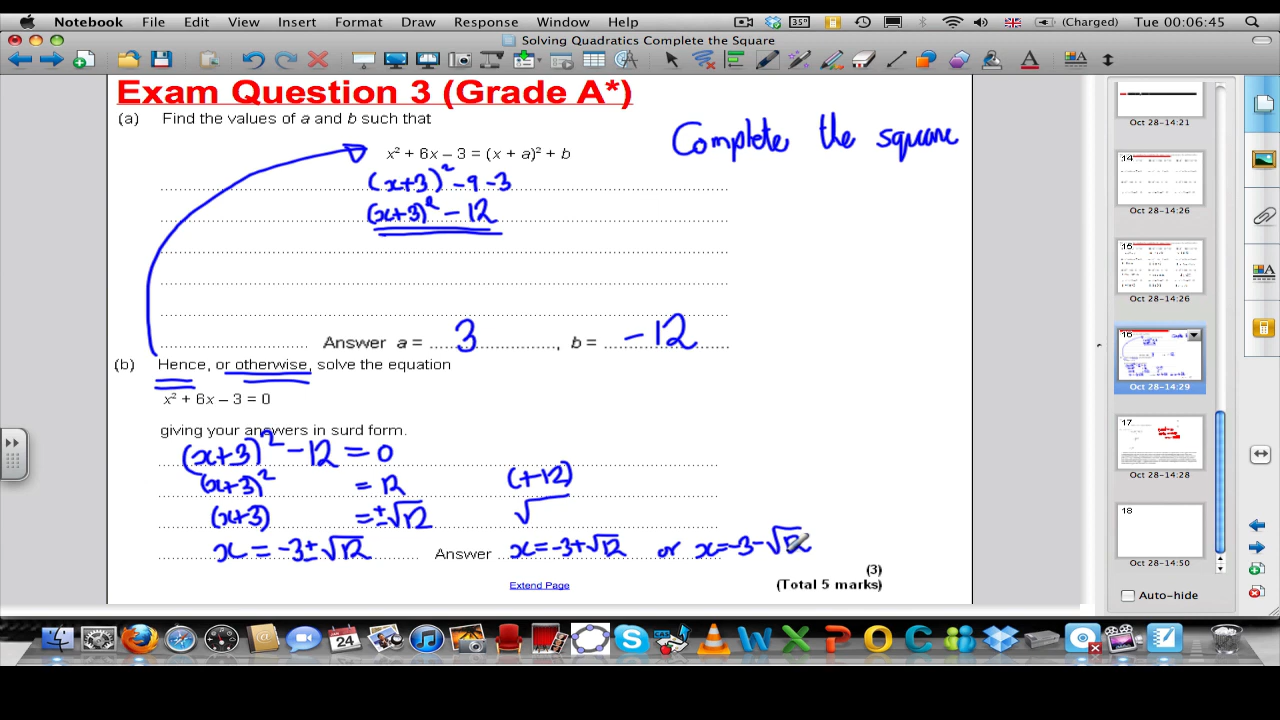 Notebook File Edit View Insert Format Draw Response Window Help 35° (Charged) Tue 00:06:45
Solving Quadratics Complete the Square
Exam Question 3 (Grade A*)
(a) Find the values of a and b such that
Complete the square
x² + 6x – 3 = (x + a)² + b
(x+3)² -9 -3
(x+3)² - 12
Answer a = 3, b = -12
(b) Hence, or otherwise, solve the equation
x² + 6x – 3 = 0
giving your answers in surd form.
(x+3)² -12 = 0
(x+3)² = 12 (+12)
(x+3) = ±√12 √
x = -3±√12 Answer x=-3+√12 or x=-3-√12
(3)
(Total 5 marks)
Extend Page
Oct 28-14:21
14
Oct 28-14:26
15
Oct 28-14:26
16
Oct 28-14:29
17
Oct 28-14:28
18
Oct 28-14:50
Auto-hide
24